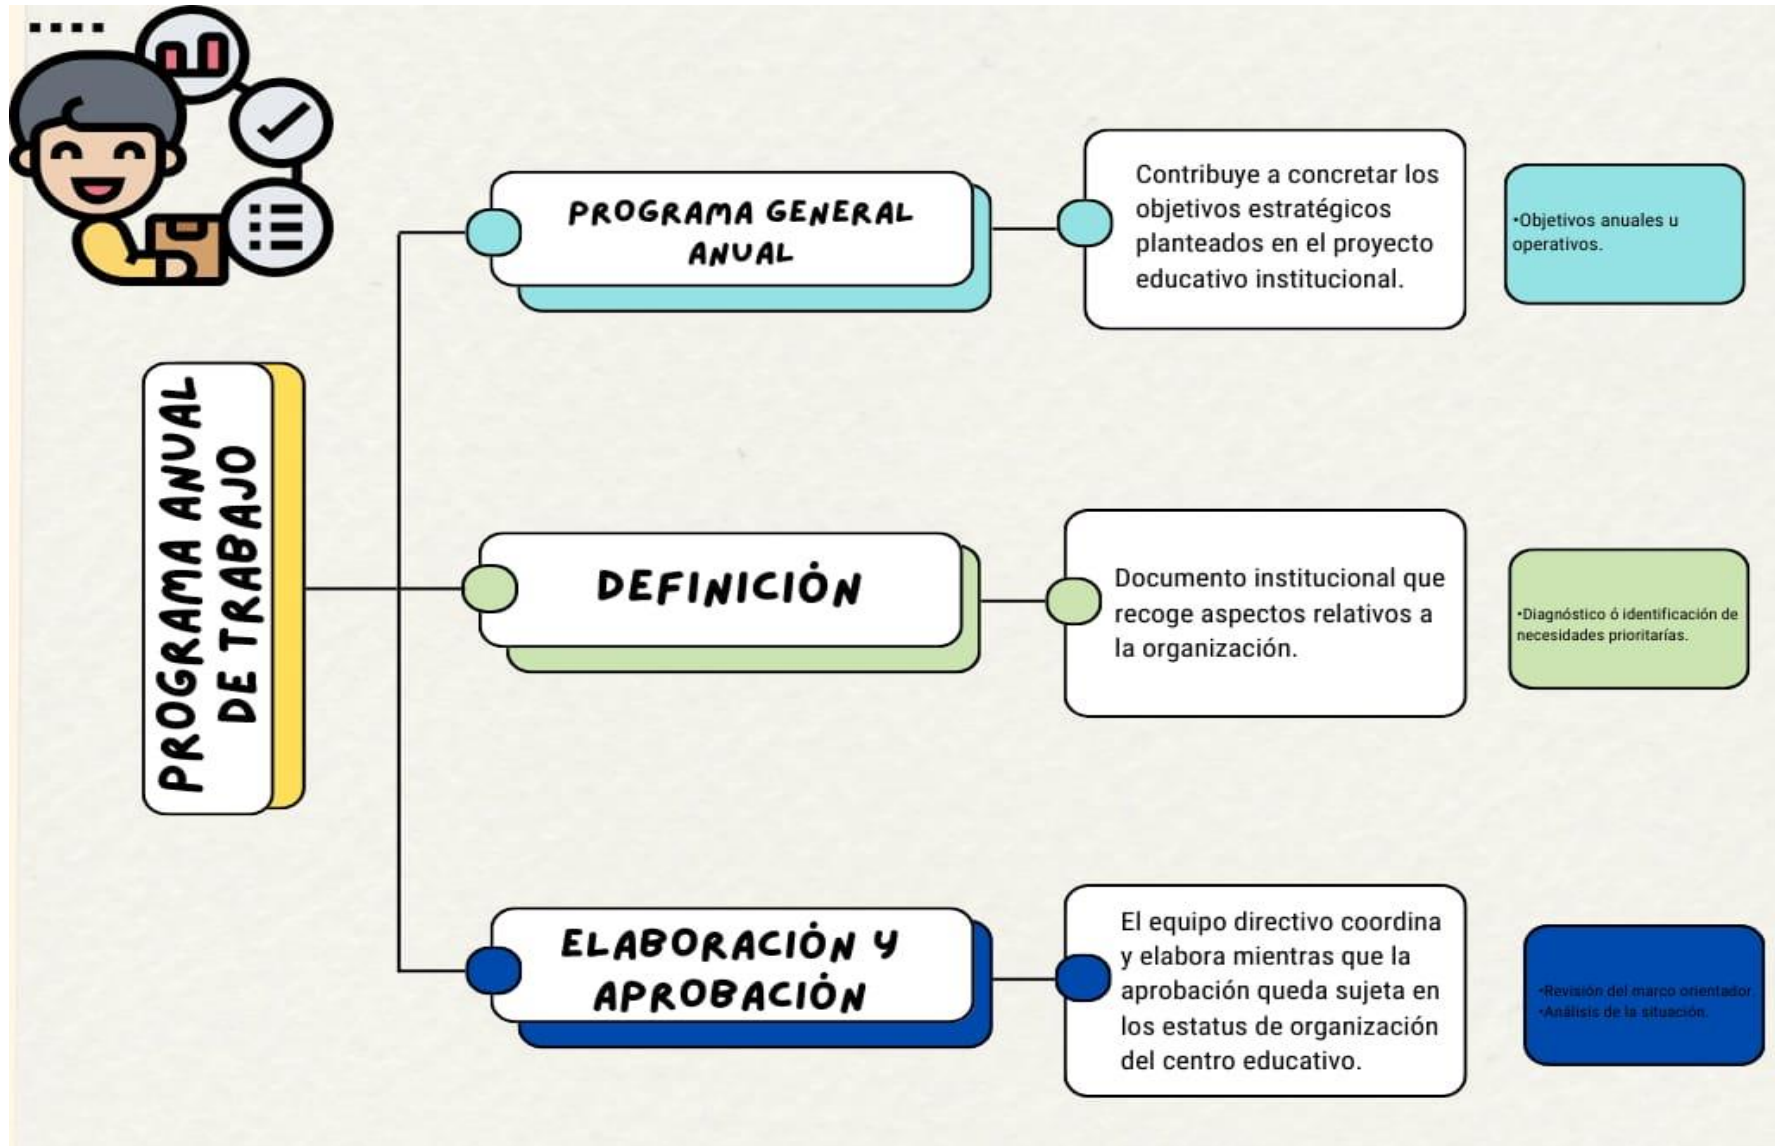 PROGRAMA ANUAL
DE TRABAJO
PROGRAMA GENERAL
ANUAL
Contribuye a concretar los
objetivos estratégicos
planteados en el proyecto
educativo institucional.
•Objetivos anuales u
operativos.
DEFINICIÓN
Documento institucional que
recoge aspectos relativos a
la organización.
•Diagnóstico ó identificación de
necesidades prioritarías.
ELABORACIÓN Y
APROBACIÓN
El equipo directivo coordina
y elabora mientras que la
aprobación queda sujeta en
los estatus de organización
del centro educativo.
•Revisión del marco orientador.
•Análisis de la situación.